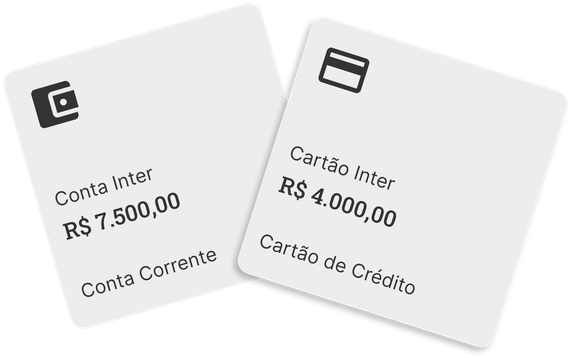 Conta Inter
R$ 7.500,00
Conta Corrente
Cartão Inter
R$ 4.000,00
Cartão de Crédito